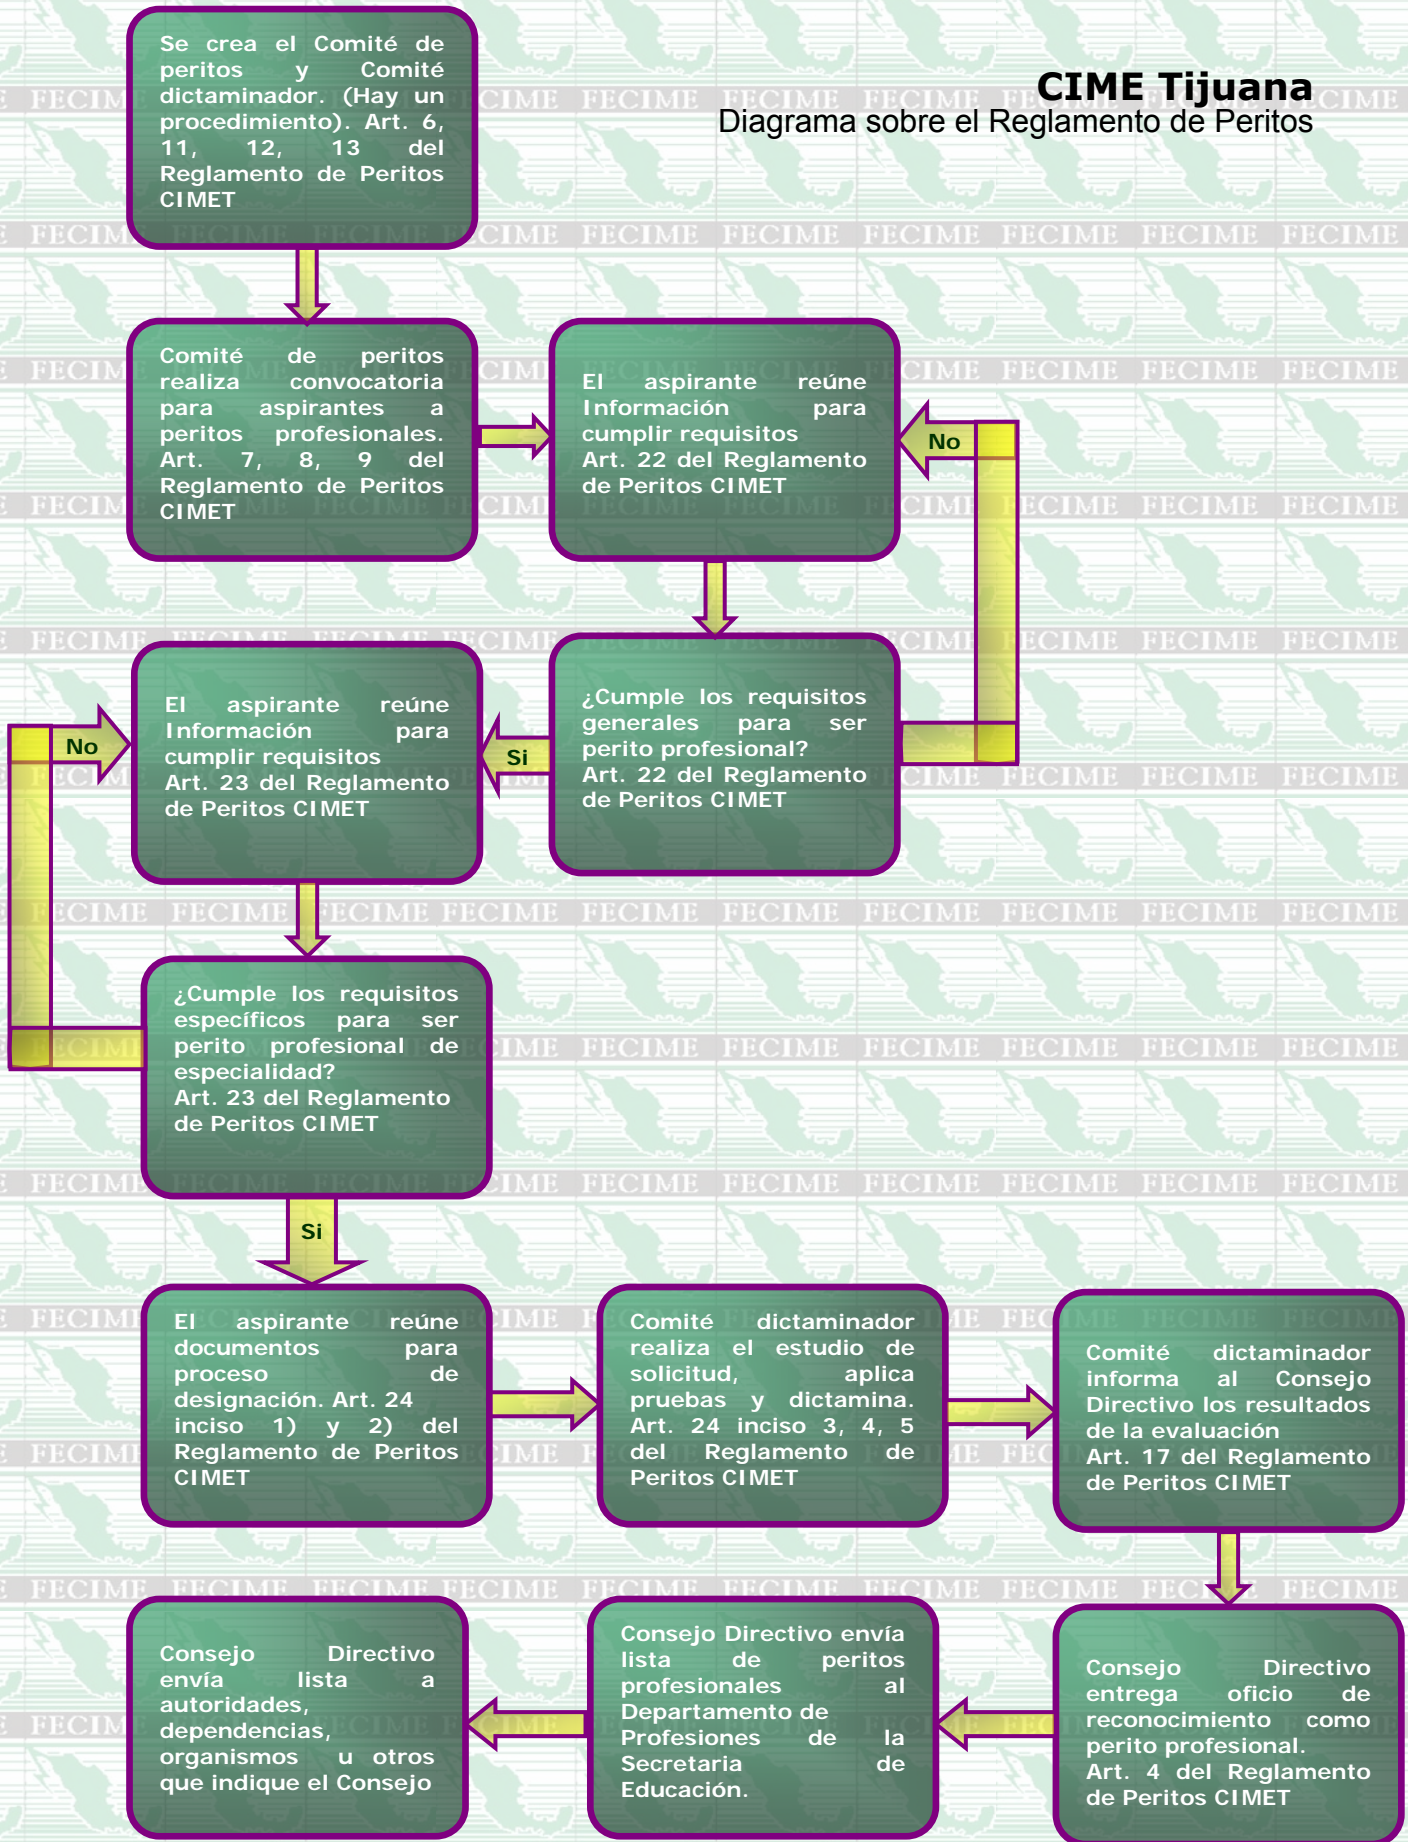 Se crea el Comité de
peritos y Comité
dictaminador. (Hay un
procedimiento). Art. 6,
11, 12, 13 del
Reglamento de Peritos
CIMET
CIME Tijuana
Diagrama sobre el Reglamento de Peritos
Comité de peritos
realiza convocatoria
para aspirantes a
peritos profesionales.
Art. 7, 8, 9 del
Reglamento de Peritos
CIMET
El aspirante reúne
Información para
cumplir requisitos
Art. 22 del Reglamento
de Peritos CIMET
No
¿Cumple los requisitos
generales para ser
perito profesional?
Art. 22 del Reglamento
de Peritos CIMET
Si
El aspirante reúne
Información para
cumplir requisitos
Art. 23 del Reglamento
de Peritos CIMET
No
¿Cumple los requisitos
específicos para ser
perito profesional de
especialidad?
Art. 23 del Reglamento
de Peritos CIMET
Si
El aspirante reúne
documentos para
proceso de
designación. Art. 24
inciso 1) y 2) del
Reglamento de Peritos
CIMET
Comité dictaminador
realiza el estudio de
solicitud, aplica
pruebas y dictamina.
Art. 24 inciso 3, 4, 5
del Reglamento de
Peritos CIMET
Comité dictaminador
informa al Consejo
Directivo los resultados
de la evaluación
Art. 17 del Reglamento
de Peritos CIMET
Consejo Directivo
entrega oficio de
reconocimiento como
perito profesional.
Art. 4 del Reglamento
de Peritos CIMET
Consejo Directivo envía
lista de peritos
profesionales al
Departamento de
Profesiones de la
Secretaria de
Educación.
Consejo Directivo
envía lista a
autoridades,
dependencias,
organismos u otros
que indique el Consejo